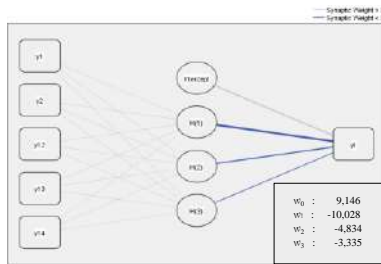 Synaptic Weight >
Synaptic Weight <
y1
y2
y12
y13
y14
H(1)
H(2)
H(3)
yt
w₀ : 9,146
w₁ : -10,028
w₂ : -4,834
w₃ : -3,335